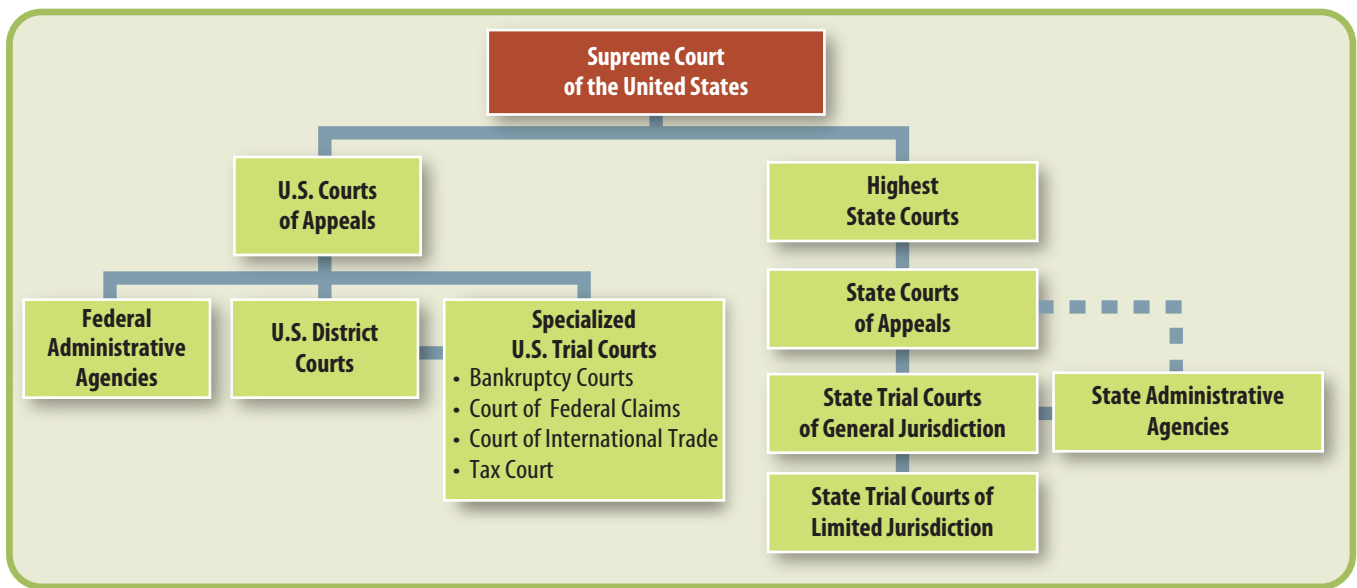 Supreme Court
of the United States
U.S. Courts
of Appeals
Highest
State Courts
Federal
Administrative
Agencies
U.S. District
Courts
Specialized
U.S. Trial Courts
• Bankruptcy Courts
• Court of Federal Claims
• Court of International Trade
• Tax Court
State Courts
of Appeals
State Trial Courts
of General Jurisdiction
State Administrative
Agencies
State Trial Courts of
Limited Jurisdiction